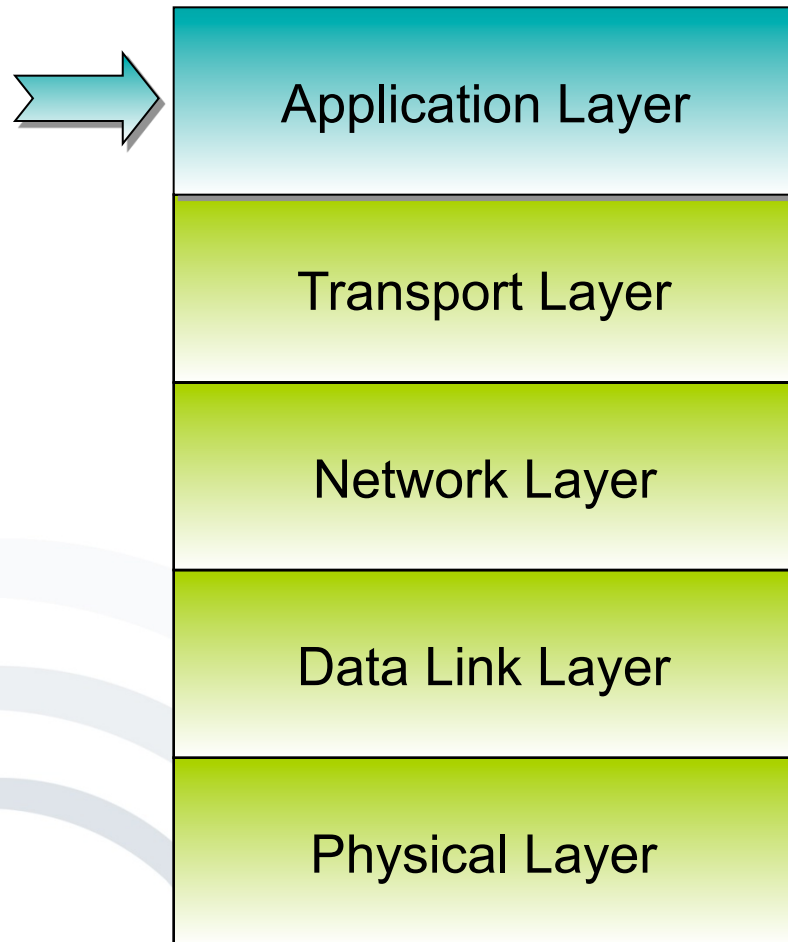 Application Layer
Transport Layer
Network Layer
Data Link Layer
Physical Layer